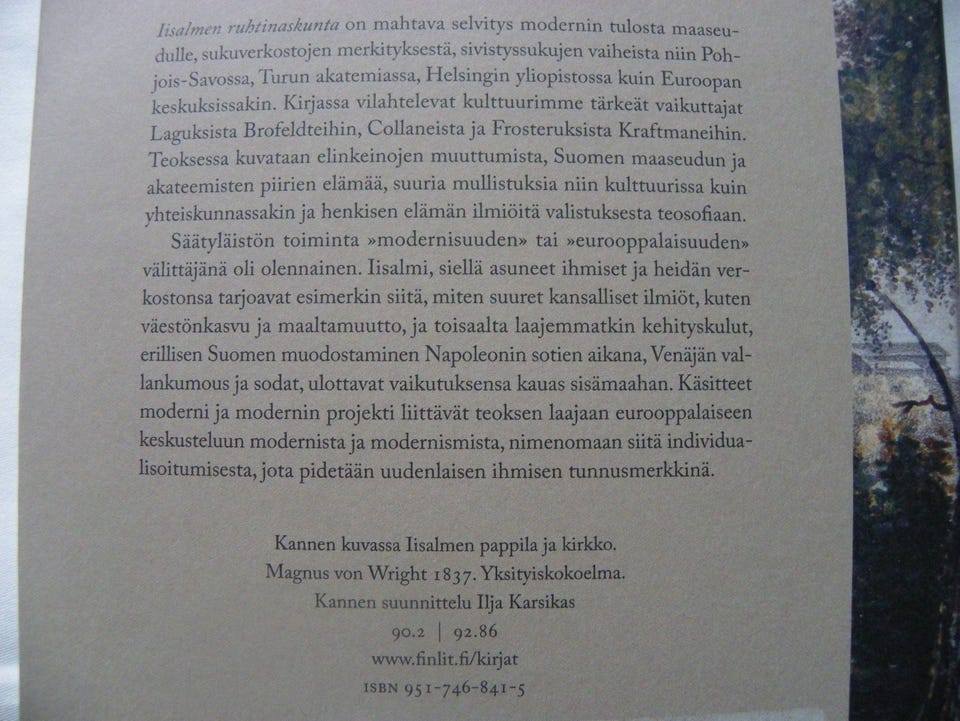 Iisalmen ruhtinaskunta on mahtava selvitys modernin tulosta maaseu-
dulle, sukuverkostojen merkityksestä, sivistyssukujen vaiheista niin Poh-
jois-Savossa, Turun akatemiassa, Helsingin yliopistossa kuin Euroopan
keskuksissakin. Kirjassa vilahtelevat kulttuurimme tärkeät vaikuttajat
Laguksista Brofeldteihin, Collaneista ja Frosteruksista Kraftmaneihin.
Teoksessa kuvataan elinkeinojen muuttumista, Suomen maaseudun ja
akateemisten piirien elämää, suuria mullistuksia niin kulttuurissa kuin
yhteiskunnassakin ja henkisen elämän ilmiöitä valistuksesta teosofiaan.
Säätyläistön toiminta »modernisuuden» tai »eurooppalaisuuden»
välittäjänä oli olennainen. Iisalmi, siellä asuneet ihmiset ja heidän ver-
kostonsa tarjoavat esimerkin siitä, miten suuret kansalliset ilmiöt, kuten
väestönkasvu ja maaltamuutto, ja toisaalta laajemmatkin kehityskulut,
erillisen Suomen muodostaminen Napoleonin sotien aikana, Venäjän val-
lankumous ja sodat, ulottavat vaikutuksensa kauas sisämaahan. Käsitteet
moderni ja modernin projekti liittävät teoksen laajaan eurooppalaiseen
keskusteluun modernista ja modernismista, nimenomaan siitä individua-
lisoitumisesta, jota pidetään uudenlaisen ihmisen tunnusmerkkinä.
Kannen kuvassa Iisalmen pappila ja kirkko.
Magnus von Wright 1837. Yksityiskokoelma.
Kannen suunnittelu Ilja Karsikas
90.2 | 92.86
www.finlit.fi/kirjat
ISBN 951-746-841-5